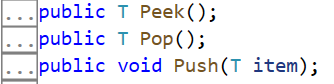 ...public T Peek();
...public T Pop();
...public void Push(T item);